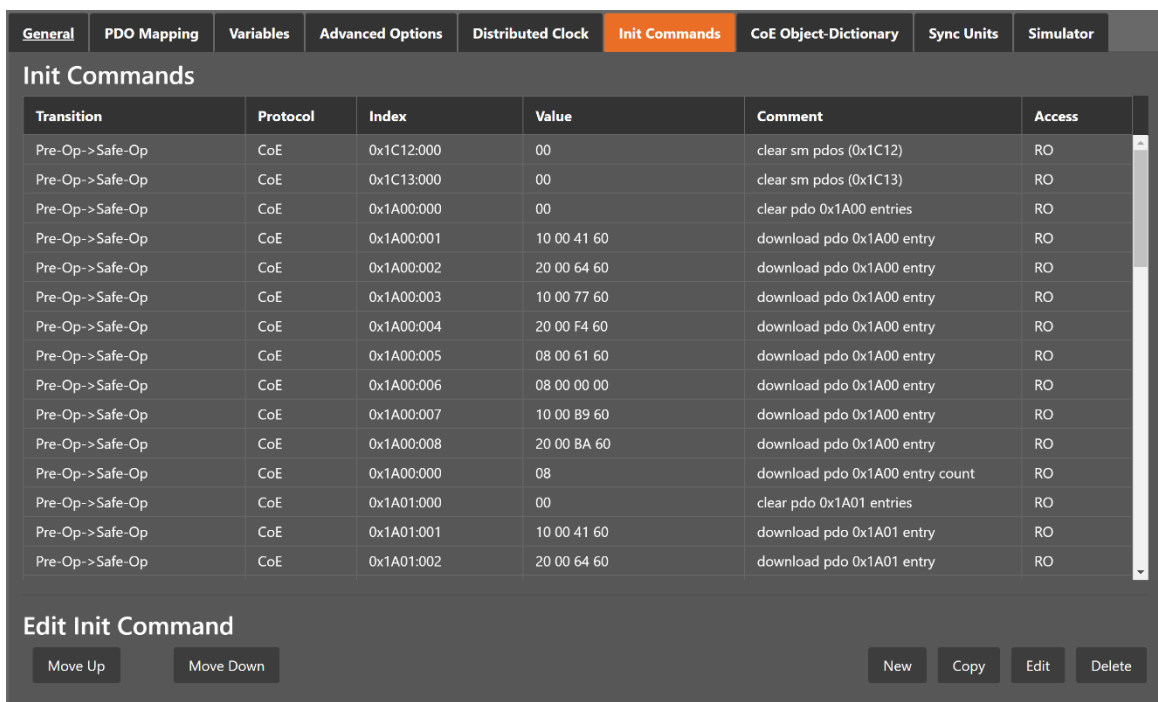 General PDO Mapping Variables Advanced Options Distributed Clock Init Commands CoE Object-Dictionary Sync Units Simulator
Init Commands
Transition Protocol Index Value Comment Access
Pre-Op->Safe-Op CoE 0x1C12:000 00 clear sm pdos (0x1C12) RO
Pre-Op->Safe-Op CoE 0x1C13:000 00 clear sm pdos (0x1C13) RO
Pre-Op->Safe-Op CoE 0x1A00:000 00 clear pdo 0x1A00 entries RO
Pre-Op->Safe-Op CoE 0x1A00:001 10 00 41 60 download pdo 0x1A00 entry RO
Pre-Op->Safe-Op CoE 0x1A00:002 20 00 64 60 download pdo 0x1A00 entry RO
Pre-Op->Safe-Op CoE 0x1A00:003 10 00 77 60 download pdo 0x1A00 entry RO
Pre-Op->Safe-Op CoE 0x1A00:004 20 00 F4 60 download pdo 0x1A00 entry RO
Pre-Op->Safe-Op CoE 0x1A00:005 08 00 61 60 download pdo 0x1A00 entry RO
Pre-Op->Safe-Op CoE 0x1A00:006 08 00 00 00 download pdo 0x1A00 entry RO
Pre-Op->Safe-Op CoE 0x1A00:007 10 00 B9 60 download pdo 0x1A00 entry RO
Pre-Op->Safe-Op CoE 0x1A00:008 20 00 BA 60 download pdo 0x1A00 entry RO
Pre-Op->Safe-Op CoE 0x1A00:000 08 download pdo 0x1A00 entry count RO
Pre-Op->Safe-Op CoE 0x1A01:000 00 clear pdo 0x1A01 entries RO
Pre-Op->Safe-Op CoE 0x1A01:001 10 00 41 60 download pdo 0x1A01 entry RO
Pre-Op->Safe-Op CoE 0x1A01:002 20 00 64 60 download pdo 0x1A01 entry RO
Edit Init Command
Move Up Move Down New Copy Edit Delete